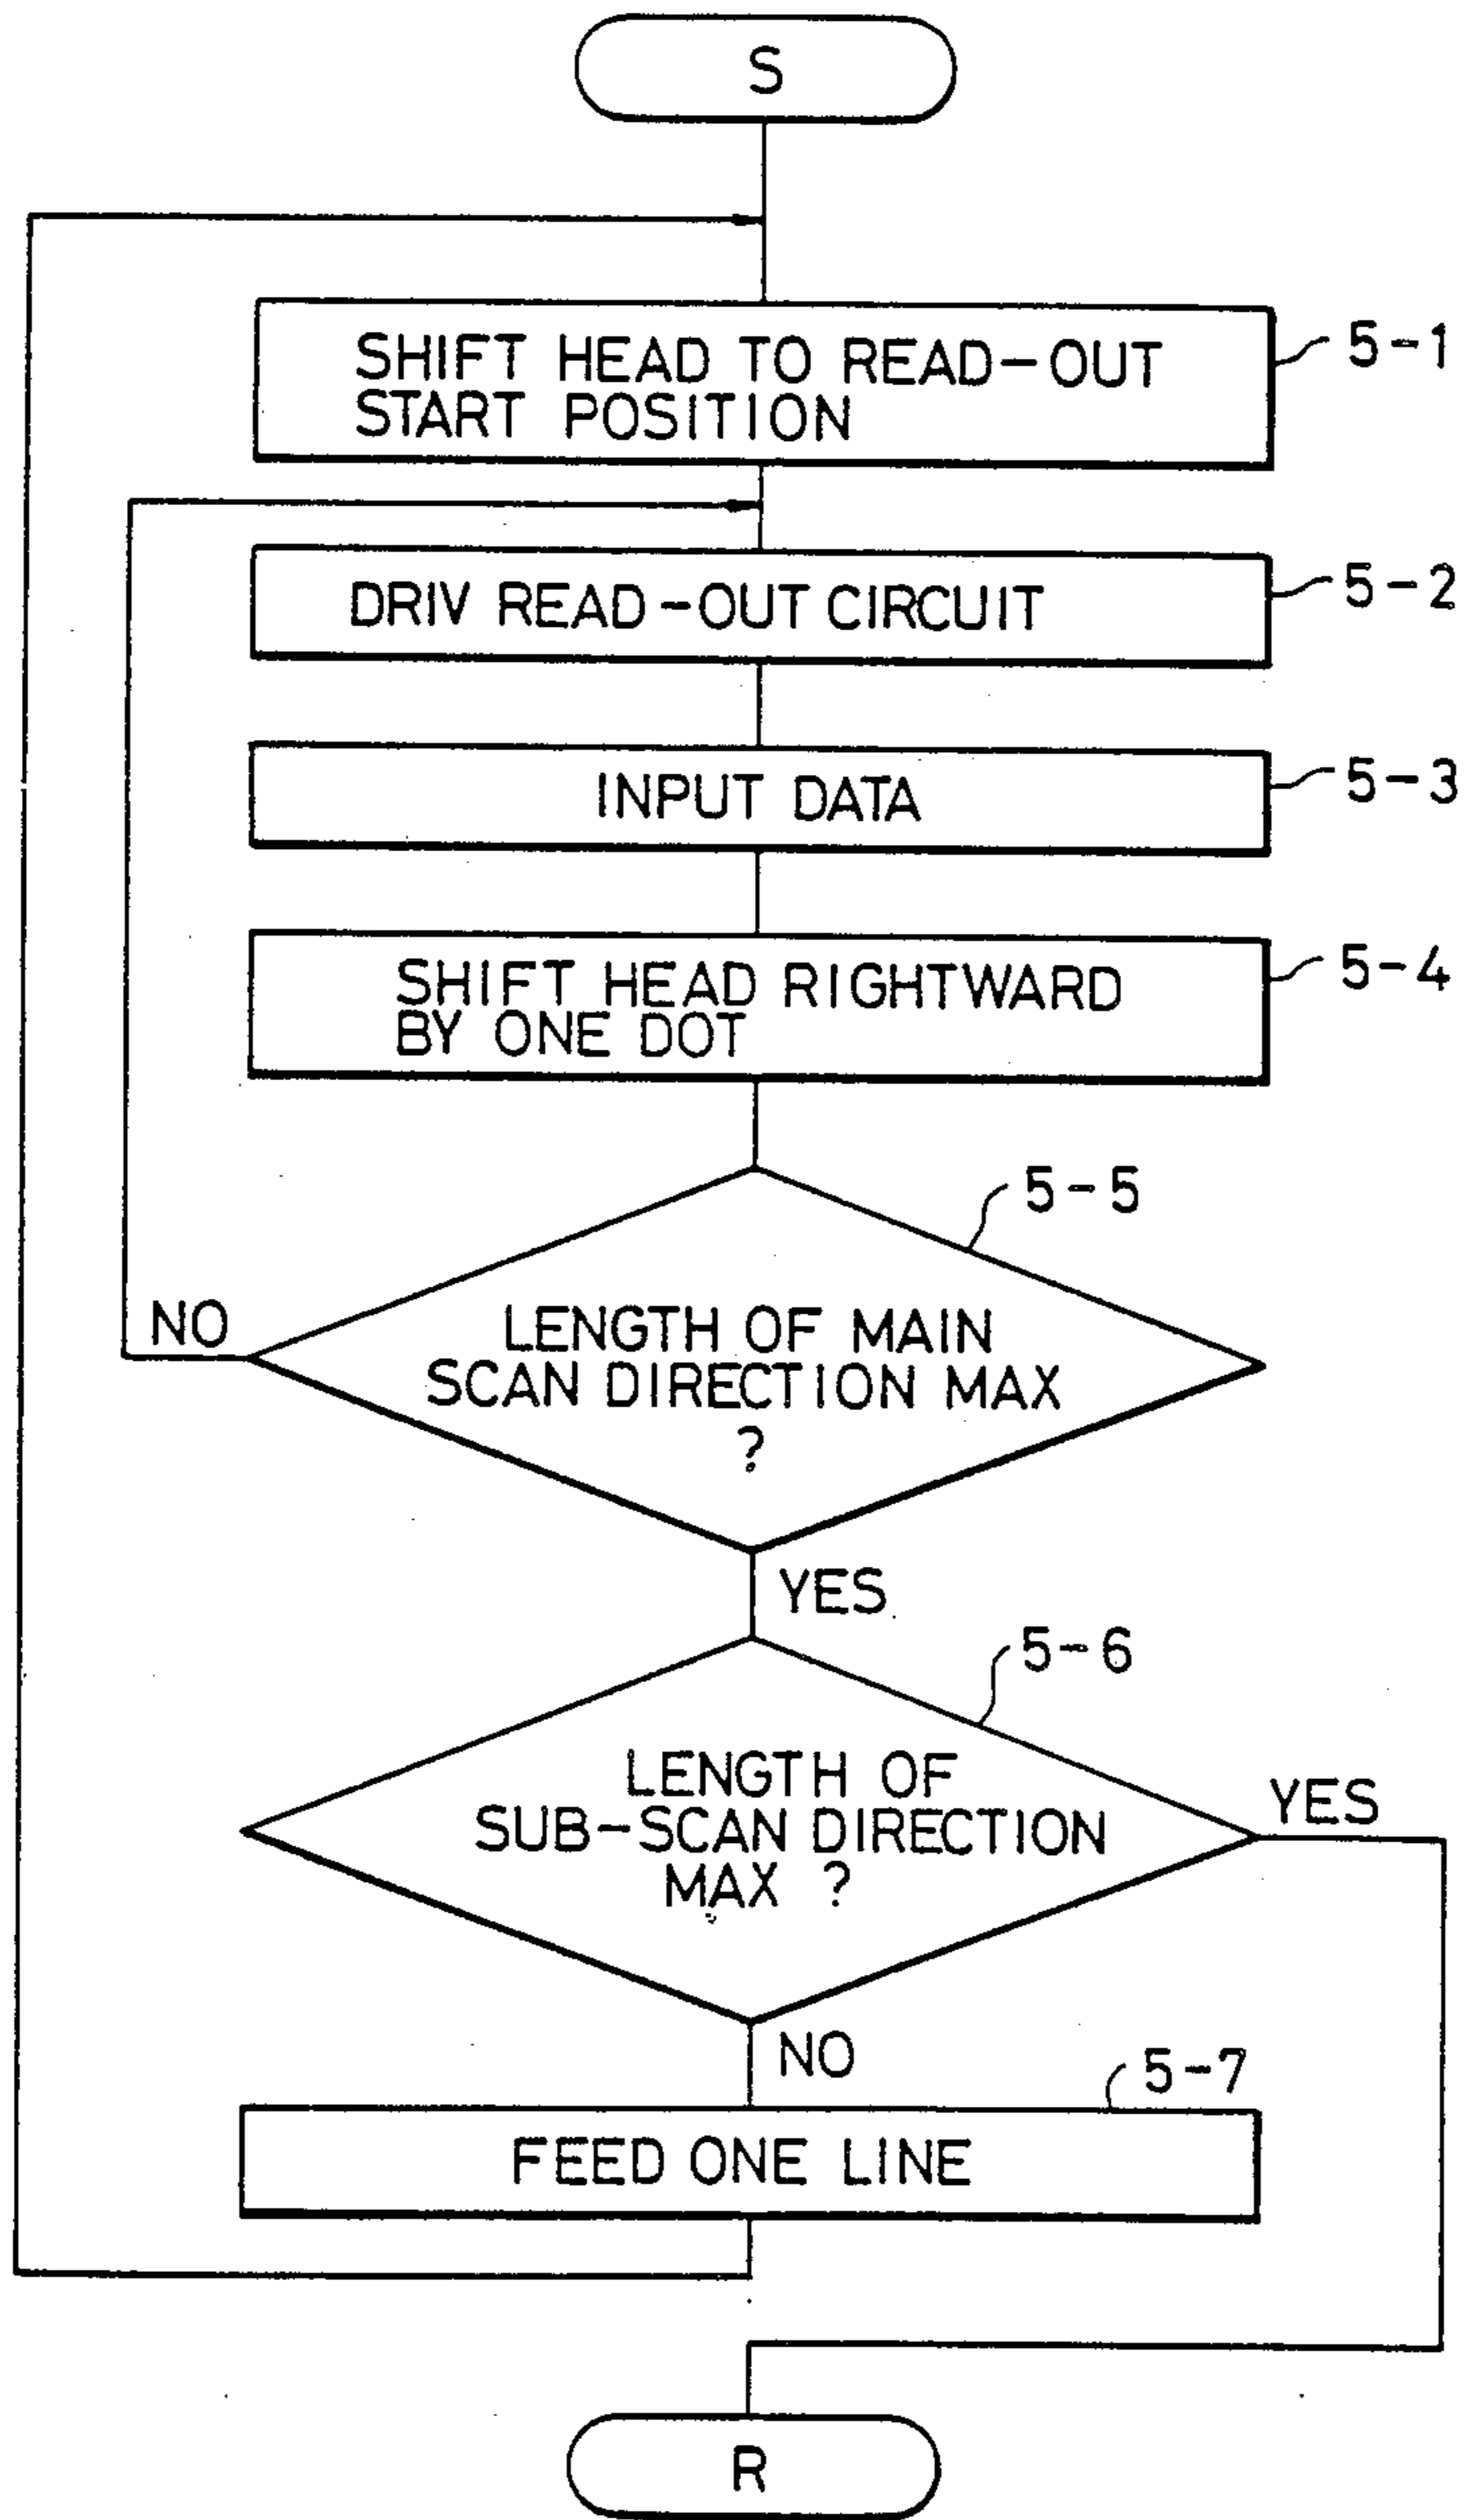 S
SHIFT HEAD TO READ-OUT
START POSITION
5-1
DRIV READ-OUT CIRCUIT
5-2
INPUT DATA
5-3
SHIFT HEAD RIGHTWARD
BY ONE DOT
5-4
5-5
NO
LENGTH OF MAIN
SCAN DIRECTION MAX
?
YES
5-6
LENGTH OF
SUB-SCAN DIRECTION
MAX ?
YES
NO
5-7
FEED ONE LINE
R